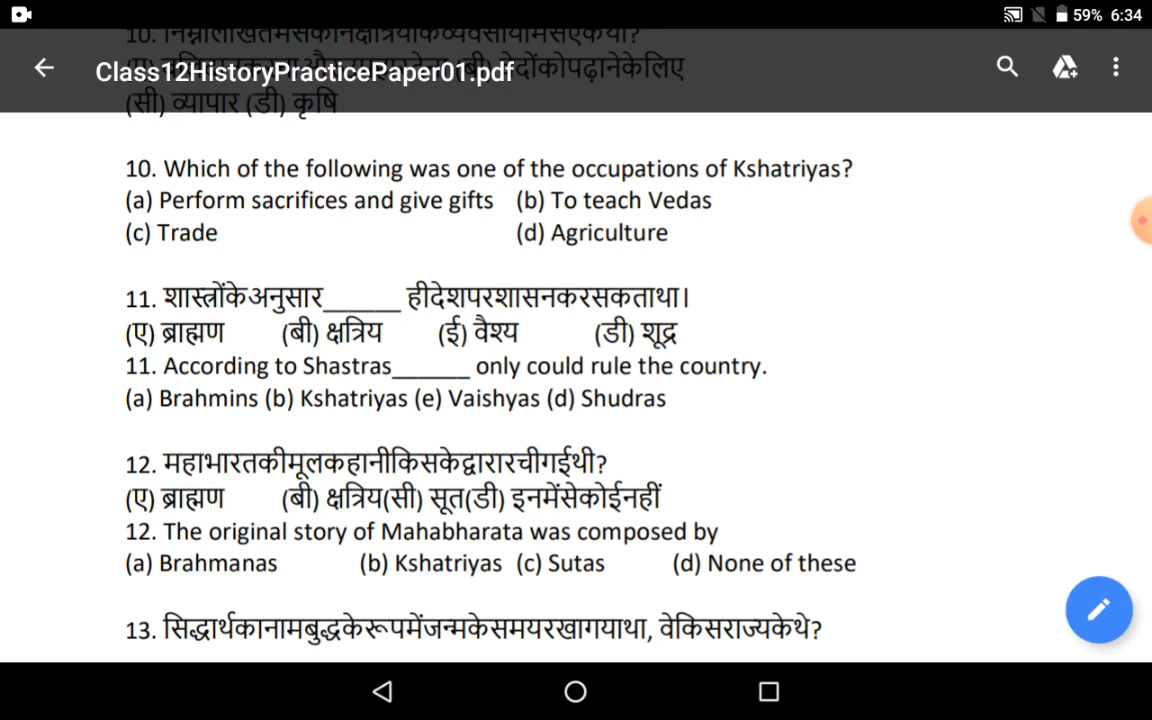 59% 6:34
Class12HistoryPracticePaper01.pdf
(सी) व्यापार (डी) कृषि
10. Which of the following was one of the occupations of Kshatriyas?
(a) Perform sacrifices and give gifts (b) To teach Vedas
(c) Trade (d) Agriculture
11. शास्त्रोंकेअनुसार______ हीदेशपरशासनकरसकताथा।
(ए) ब्राह्मण (बी) क्षत्रिय (ई) वैश्य (डी) शूद्र
11. According to Shastras______ only could rule the country.
(a) Brahmins (b) Kshatriyas (e) Vaishyas (d) Shudras
12. महाभारतकीमूलकहानीकिसकेद्वारारचीगईथी?
(ए) ब्राह्मण (बी) क्षत्रिय(सी) सूत(डी) इनमेंसेकोईनहीं
12. The original story of Mahabharata was composed by
(a) Brahmanas (b) Kshatriyas (c) Sutas (d) None of these
13. सिद्धार्थकानामबुद्धकेरूपमेंजन्मकेसमयरखागयाथा, वेकिसराज्यकेथे?